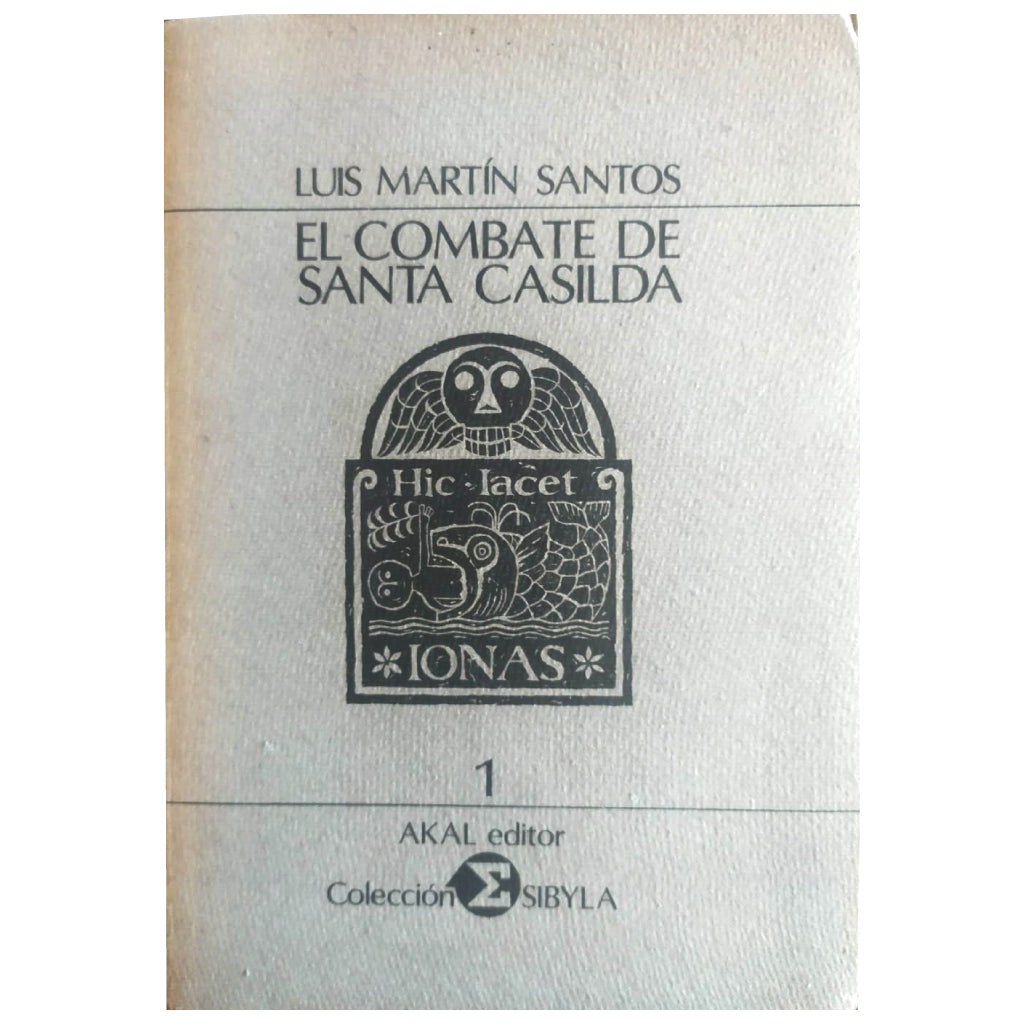 LUIS MARTÍN SANTOS
EL COMBATE DE
SANTA CASILDA
Hic · Iacet
IONAS
1
AKAL editor
Colección Σ SIBYLA